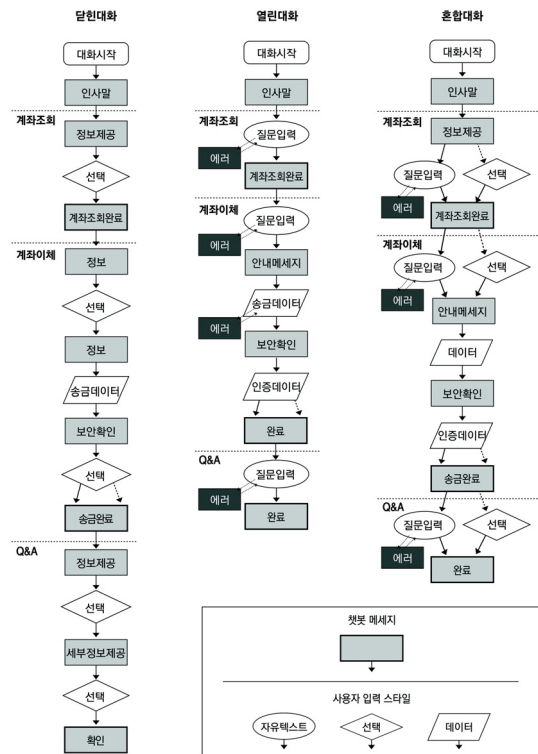 닫힌대화
대화시작
인사말
계좌조회
정보제공
선택
계좌조회완료
계좌이체
정보
선택
정보
송금데이터
보안확인
선택
송금완료
Q&A
정보제공
선택
세부정보제공
선택
확인
열린대화
대화시작
인사말
계좌조회
질문입력
에러
계좌조회완료
계좌이체
질문입력
에러
안내메세지
송금데이터
에러
보안확인
인증데이터
완료
Q&A
질문입력
에러
완료
혼합대화
대화시작
인사말
계좌조회
정보제공
질문입력
선택
에러
계좌조회완료
계좌이체
질문입력
선택
에러
안내메세지
데이터
보안확인
인증데이터
송금완료
Q&A
질문입력
선택
에러
완료
챗봇 메세지
사용자 입력 스타일
자유텍스트
선택
데이터